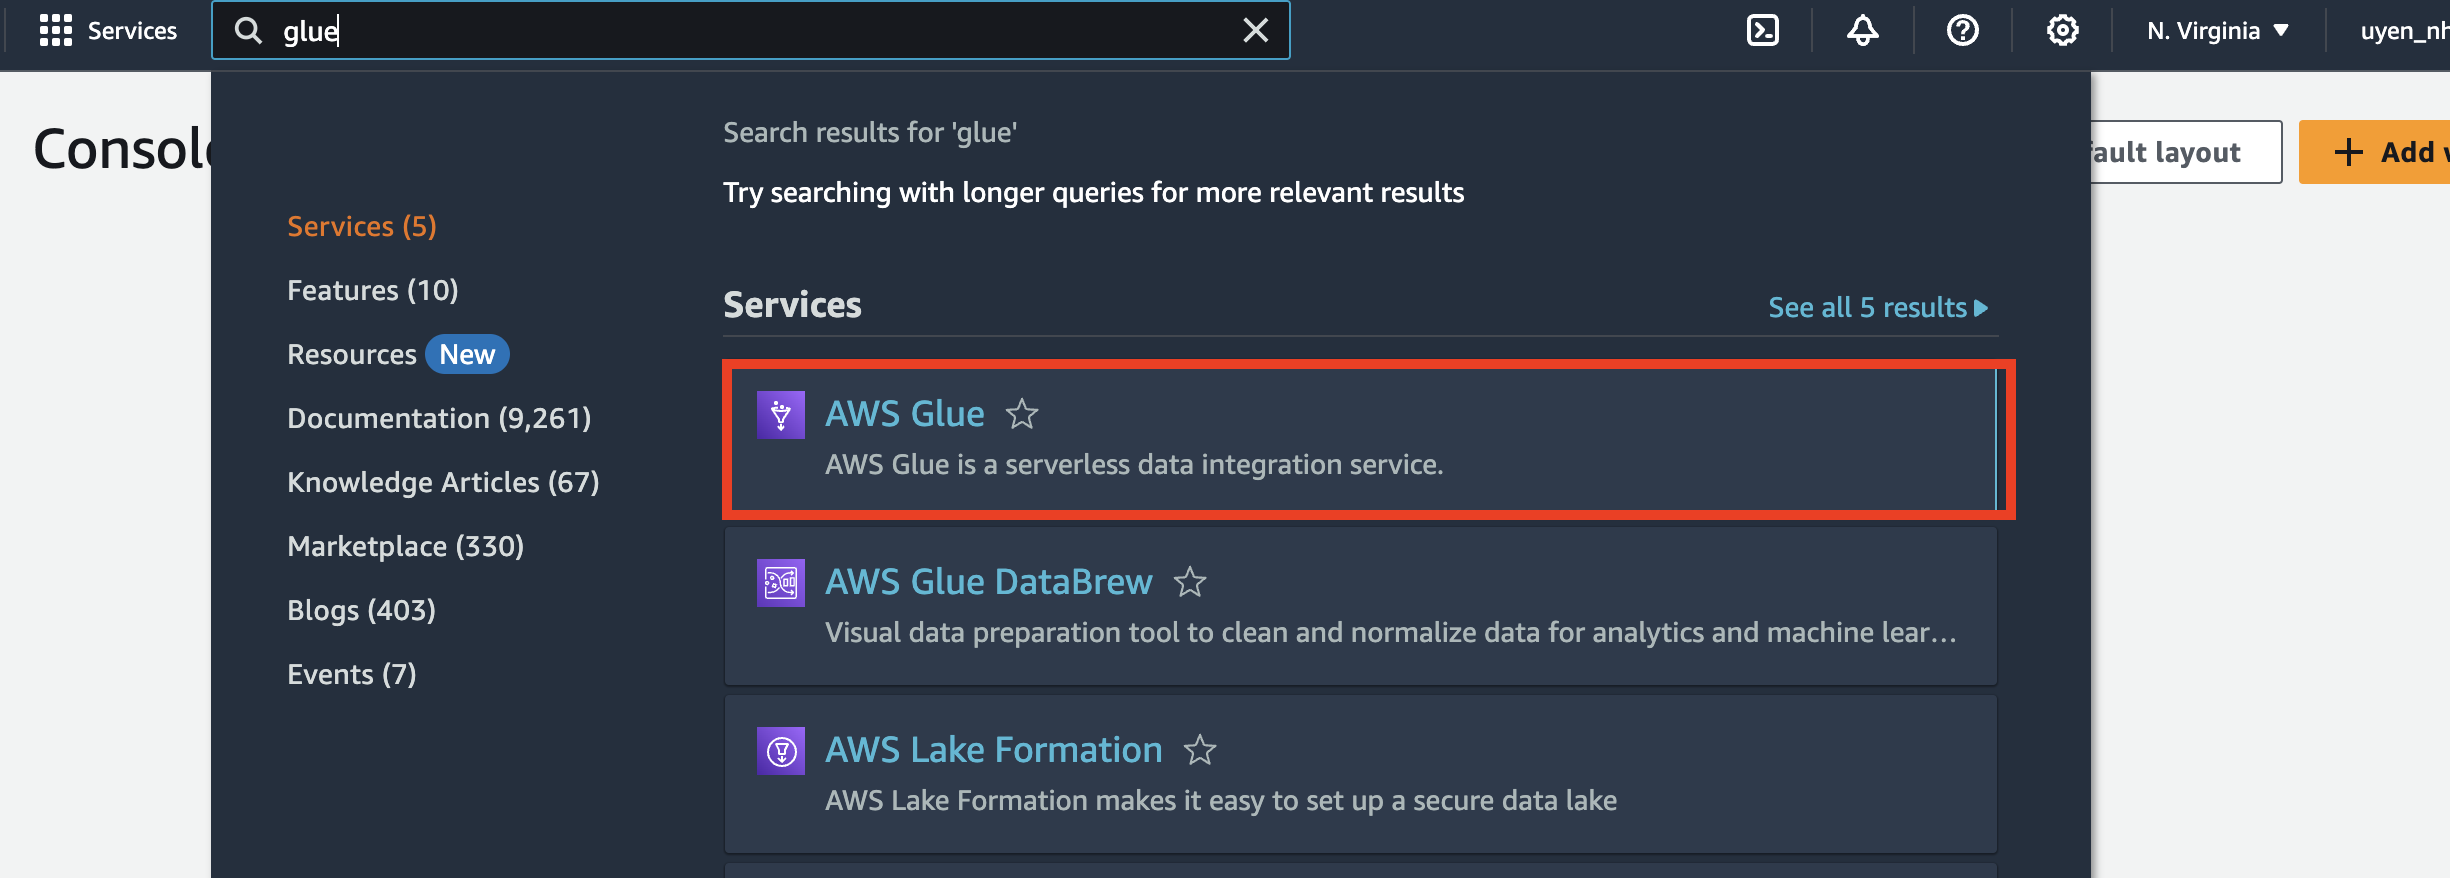 Services
glue
N. Virginia
uyen_nh
Console
Search results for 'glue'
fault layout
Add
Try searching with longer queries for more relevant results
Services (5)
Features (10)
Resources New
Documentation (9,261)
Knowledge Articles (67)
Marketplace (330)
Blogs (403)
Events (7)
Services
See all 5 results
AWS Glue
AWS Glue is a serverless data integration service.
AWS Glue DataBrew
Visual data preparation tool to clean and normalize data for analytics and machine lear...
AWS Lake Formation
AWS Lake Formation makes it easy to set up a secure data lake